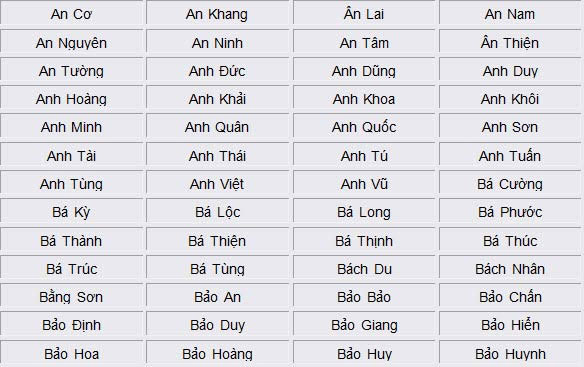 An Cơ An Khang Ân Lai An Nam
An Nguyên An Ninh An Tâm Ân Thiện
An Tường Anh Đức Anh Dũng Anh Duy
Anh Hoàng Anh Khải Anh Khoa Anh Khôi
Anh Minh Anh Quân Anh Quốc Anh Sơn
Anh Tài Anh Thái Anh Tú Anh Tuấn
Anh Tùng Anh Việt Anh Vũ Bá Cường
Bá Kỳ Bá Lộc Bá Long Bá Phước
Bá Thành Bá Thiện Bá Thịnh Bá Thúc
Bá Trúc Bá Tùng Bách Du Bách Nhân
Bằng Sơn Bảo An Bảo Bảo Bảo Chấn
Bảo Định Bảo Duy Bảo Giang Bảo Hiển
Bảo Hoa Bảo Hoàng Bảo Huy Bảo Huynh